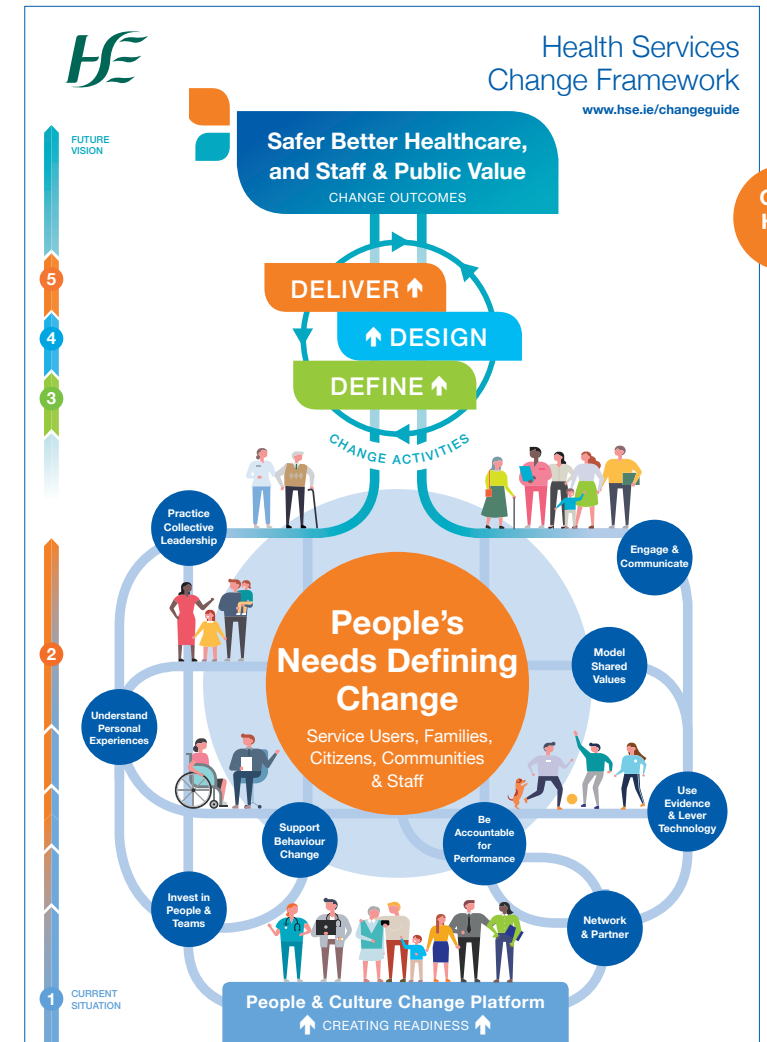 HSE
Health Services
Change Framework
www.hse.ie/changeguide
FUTURE
VISION
Safer Better Healthcare,
and Staff & Public Value
CHANGE OUTCOMES
5
DELIVER
4
DESIGN
3
DEFINE
CHANGE ACTIVITIES
Practice
Collective
Leadership
Engage &
Communicate
2
People's
Needs Defining
Change
Service Users, Families,
Citizens, Communities
& Staff
Model
Shared
Values
Understand
Personal
Experiences
Use
Evidence
& Lever
Technology
Support
Behaviour
Change
Be
Accountable
for
Performance
Invest in
People &
Teams
Network
& Partner
1
CURRENT
SITUATION
People & Culture Change Platform
CREATING READINESS